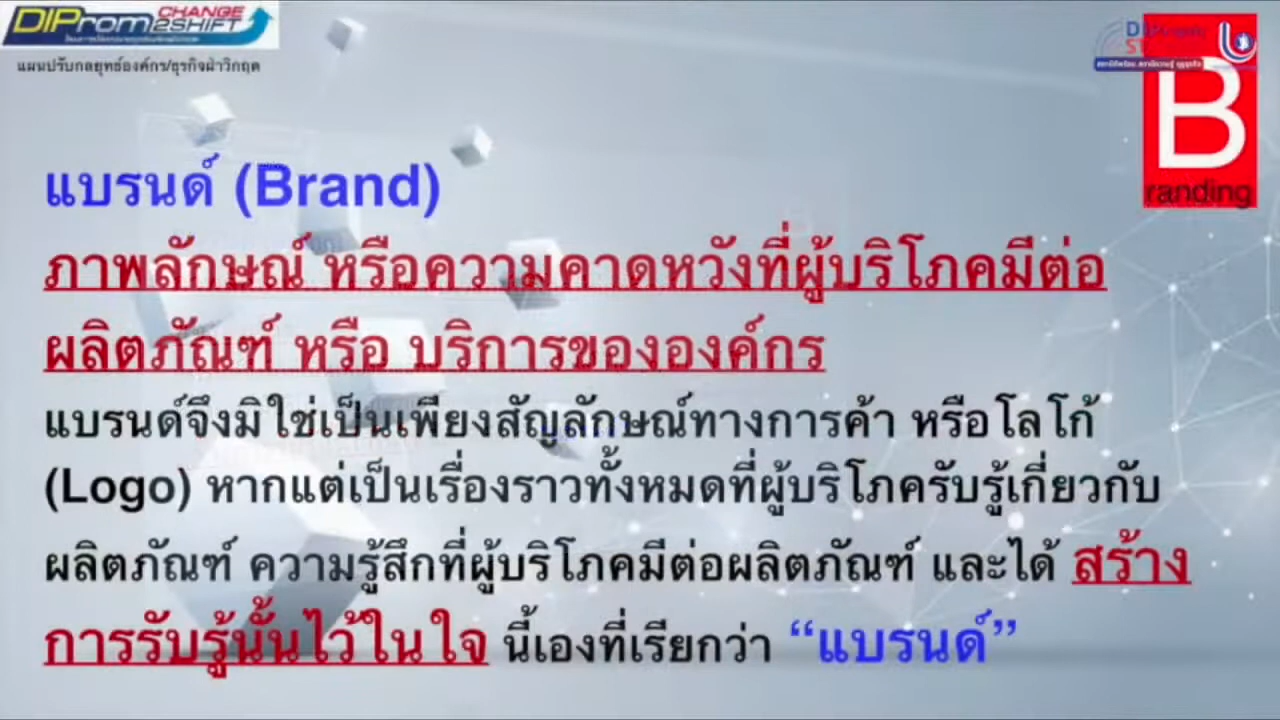 DIProm CHANGE 2SHIFT
แผนปรับกลยุทธ์องค์กร/ธุรกิจฝ่าวิกฤต
B
randing
แบรนด์ (Brand)
ภาพลักษณ์ หรือความคาดหวังที่ผู้บริโภคมีต่อ
ผลิตภัณฑ์ หรือ บริการขององค์กร
แบรนด์จึงมิใช่เป็นเพียงสัญลักษณ์ทางการค้า หรือโลโก้
(Logo) หากแต่เป็นเรื่องราวทั้งหมดที่ผู้บริโภครับรู้เกี่ยวกับ
ผลิตภัณฑ์ ความรู้สึกที่ผู้บริโภคมีต่อผลิตภัณฑ์ และได้ สร้าง
การรับรู้นั้นไว้ในใจ นี้เองที่เรียกว่า “แบรนด์”